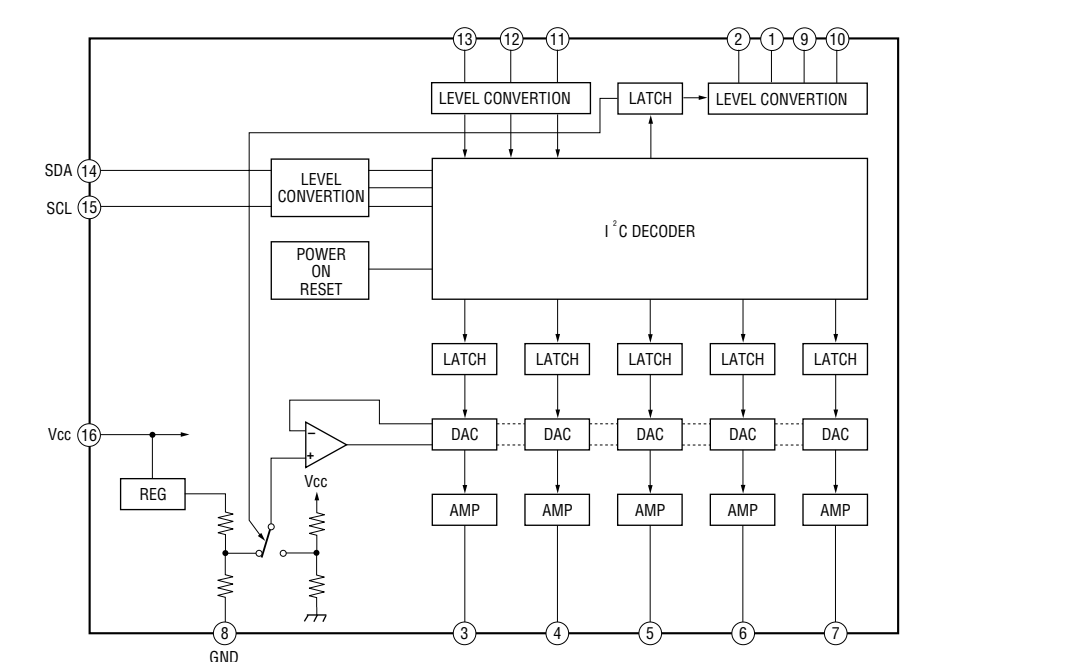 13 12 11 2 1 9 10
LEVEL CONVERTION LATCH LEVEL CONVERTION
SDA 14
SCL 15
LEVEL
CONVERTION
I²C DECODER
POWER
ON
RESET
LATCH LATCH LATCH LATCH LATCH
Vcc 16
DAC DAC DAC DAC DAC
−
+
Vcc
REG
AMP AMP AMP AMP AMP
8 3 4 5 6 7
GND